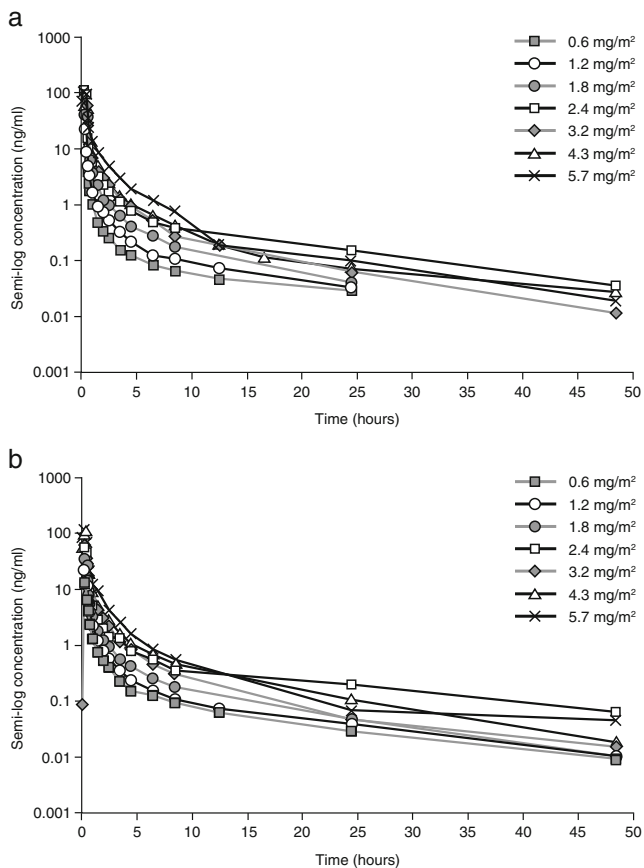 a
Semi-log concentration (ng/ml)
1000
100
10
1
0.1
0.01
0.001
0 5 10 15 20 25 30 35 40 45 50
Time (hours)
0.6 mg/m²
1.2 mg/m²
1.8 mg/m²
2.4 mg/m²
3.2 mg/m²
4.3 mg/m²
5.7 mg/m²
b
Semi-log concentration (ng/ml)
1000
100
10
1
0.1
0.01
0.001
0 5 10 15 20 25 30 35 40 45 50
Time (hours)
0.6 mg/m²
1.2 mg/m²
1.8 mg/m²
2.4 mg/m²
3.2 mg/m²
4.3 mg/m²
5.7 mg/m²